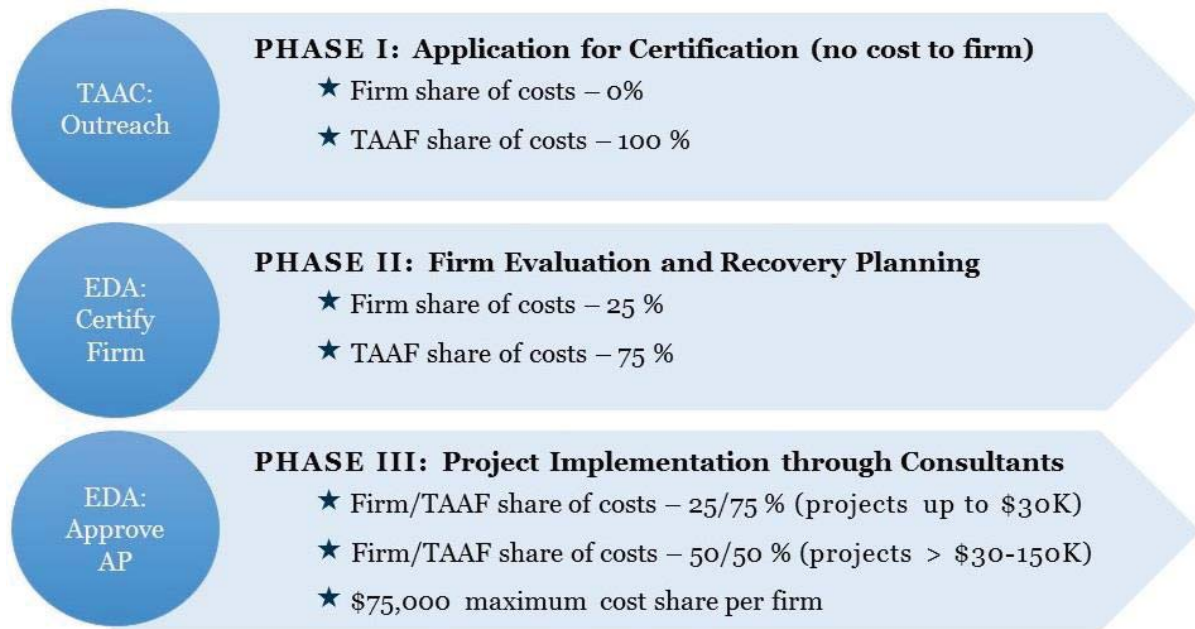 TAAC:
Outreach
PHASE I: Application for Certification (no cost to firm)
★ Firm share of costs – 0%
★ TAAF share of costs – 100 %
EDA:
Certify
Firm
PHASE II: Firm Evaluation and Recovery Planning
★ Firm share of costs – 25 %
★ TAAF share of costs – 75 %
EDA:
Approve
AP
PHASE III: Project Implementation through Consultants
★ Firm/TAAF share of costs – 25/75 % (projects up to $30K)
★ Firm/TAAF share of costs – 50/50 % (projects > $30-150K)
★ $75,000 maximum cost share per firm